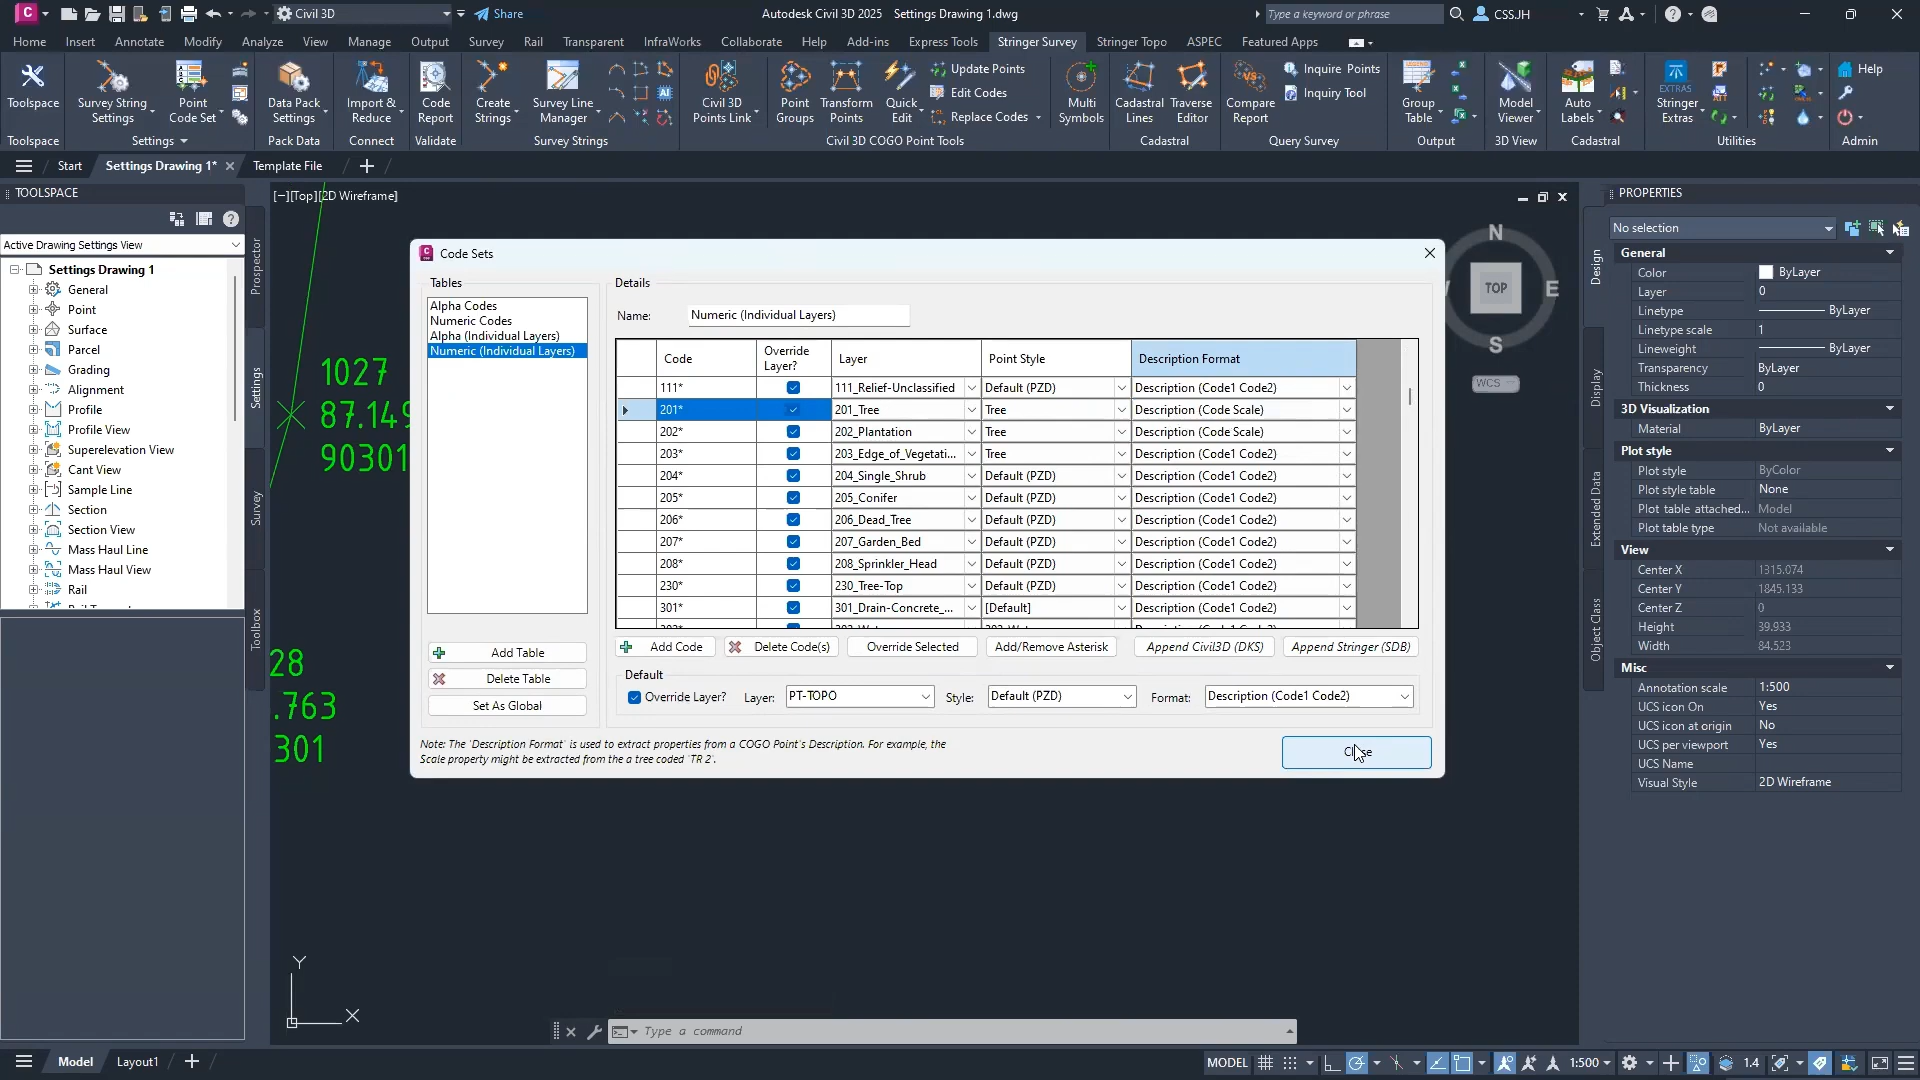 Civil 3D
Share
Autodesk Civil 3D 2025 Settings Drawing 1.dwg
Type a keyword or phrase
CSS.JH
Home Insert Annotate Modify Analyze View Manage Output Survey Rail Transparent InfraWorks Collaborate Help Add-ins Express Tools Stringer Survey Stringer Topo ASPEC Featured Apps
Toolspace
Survey String Settings
Point Code Set
Data Pack Settings
Import & Reduce
Code Report
Create Strings
Survey Line Manager
Civil 3D Points Link
Point Groups
Transform Points
Quick Edit
Update Points
Edit Codes
Replace Codes
Multi Symbols
Cadastral Lines
Traverse Editor
Compare Report
Inquire Points
Inquiry Tool
Group Table
Model Viewer
Auto Labels
EXTRAS
Stringer Extras
Help
Toolspace Settings Pack Data Connect Validate Survey Strings Civil 3D COGO Point Tools Cadastral Query Survey Output 3D View Cadastral Utilities Admin
Start Settings Drawing 1* Template File
TOOLSPACE
Active Drawing Settings View
Settings Drawing 1
General
Point
Surface
Parcel
Grading
Alignment
Profile
Profile View
Superelevation View
Cant View
Sample Line
Section
Section View
Mass Haul Line
Mass Haul View
Rail
Prospector
Settings
Survey
Toolbox
[−][Top][2D Wireframe]
1027
87.149
90301
28
.763
301
N
TOP
E
S
WCS
Code Sets
Tables
Alpha Codes
Numeric Codes
Alpha (Individual Layers)
Numeric (Individual Layers)
Add Table
Delete Table
Set As Global
Details
Name: Numeric (Individual Layers)
Code Override Layer? Layer Point Style Description Format
111* 111_Relief-Unclassified Default (PZD) Description (Code1 Code2)
201* 201_Tree Tree Description (Code Scale)
202* 202_Plantation Tree Description (Code Scale)
203* 203_Edge_of_Vegetati... Tree Description (Code1 Code2)
204* 204_Single_Shrub Default (PZD) Description (Code1 Code2)
205* 205_Conifer Default (PZD) Description (Code1 Code2)
206* 206_Dead_Tree Default (PZD) Description (Code1 Code2)
207* 207_Garden_Bed Default (PZD) Description (Code1 Code2)
208* 208_Sprinkler_Head Default (PZD) Description (Code1 Code2)
230* 230_Tree-Top Default (PZD) Description (Code1 Code2)
301* 301_Drain-Concrete_... [Default] Description (Code1 Code2)
Add Code Delete Code(s) Override Selected Add/Remove Asterisk Append Civil3D (DKS) Append Stringer (SDB)
Default
Override Layer? Layer: PT-TOPO Style: Default (PZD) Format: Description (Code1 Code2)
Note: The 'Description Format' is used to extract properties from a COGO Point's Description. For example, the
Scale property might be extracted from the a tree coded 'TR 2'.
Y
X
Type a command
PROPERTIES
No selection
General
Color ByLayer
Layer 0
Linetype ByLayer
Linetype scale 1
Lineweight ByLayer
Transparency ByLayer
Thickness 0
3D Visualization
Material ByLayer
Plot style
Plot style ByColor
Plot style table None
Plot table attached... Model
Plot table type Not available
View
Center X 1315.074
Center Y 1845.133
Center Z 0
Height 39.933
Width 84.523
Misc
Annotation scale 1:500
UCS icon On Yes
UCS icon at origin No
UCS per viewport Yes
UCS Name
Visual Style 2D Wireframe
Design
Display
Extended Data
Object Class
Model Layout1
MODEL 1:500 1.4